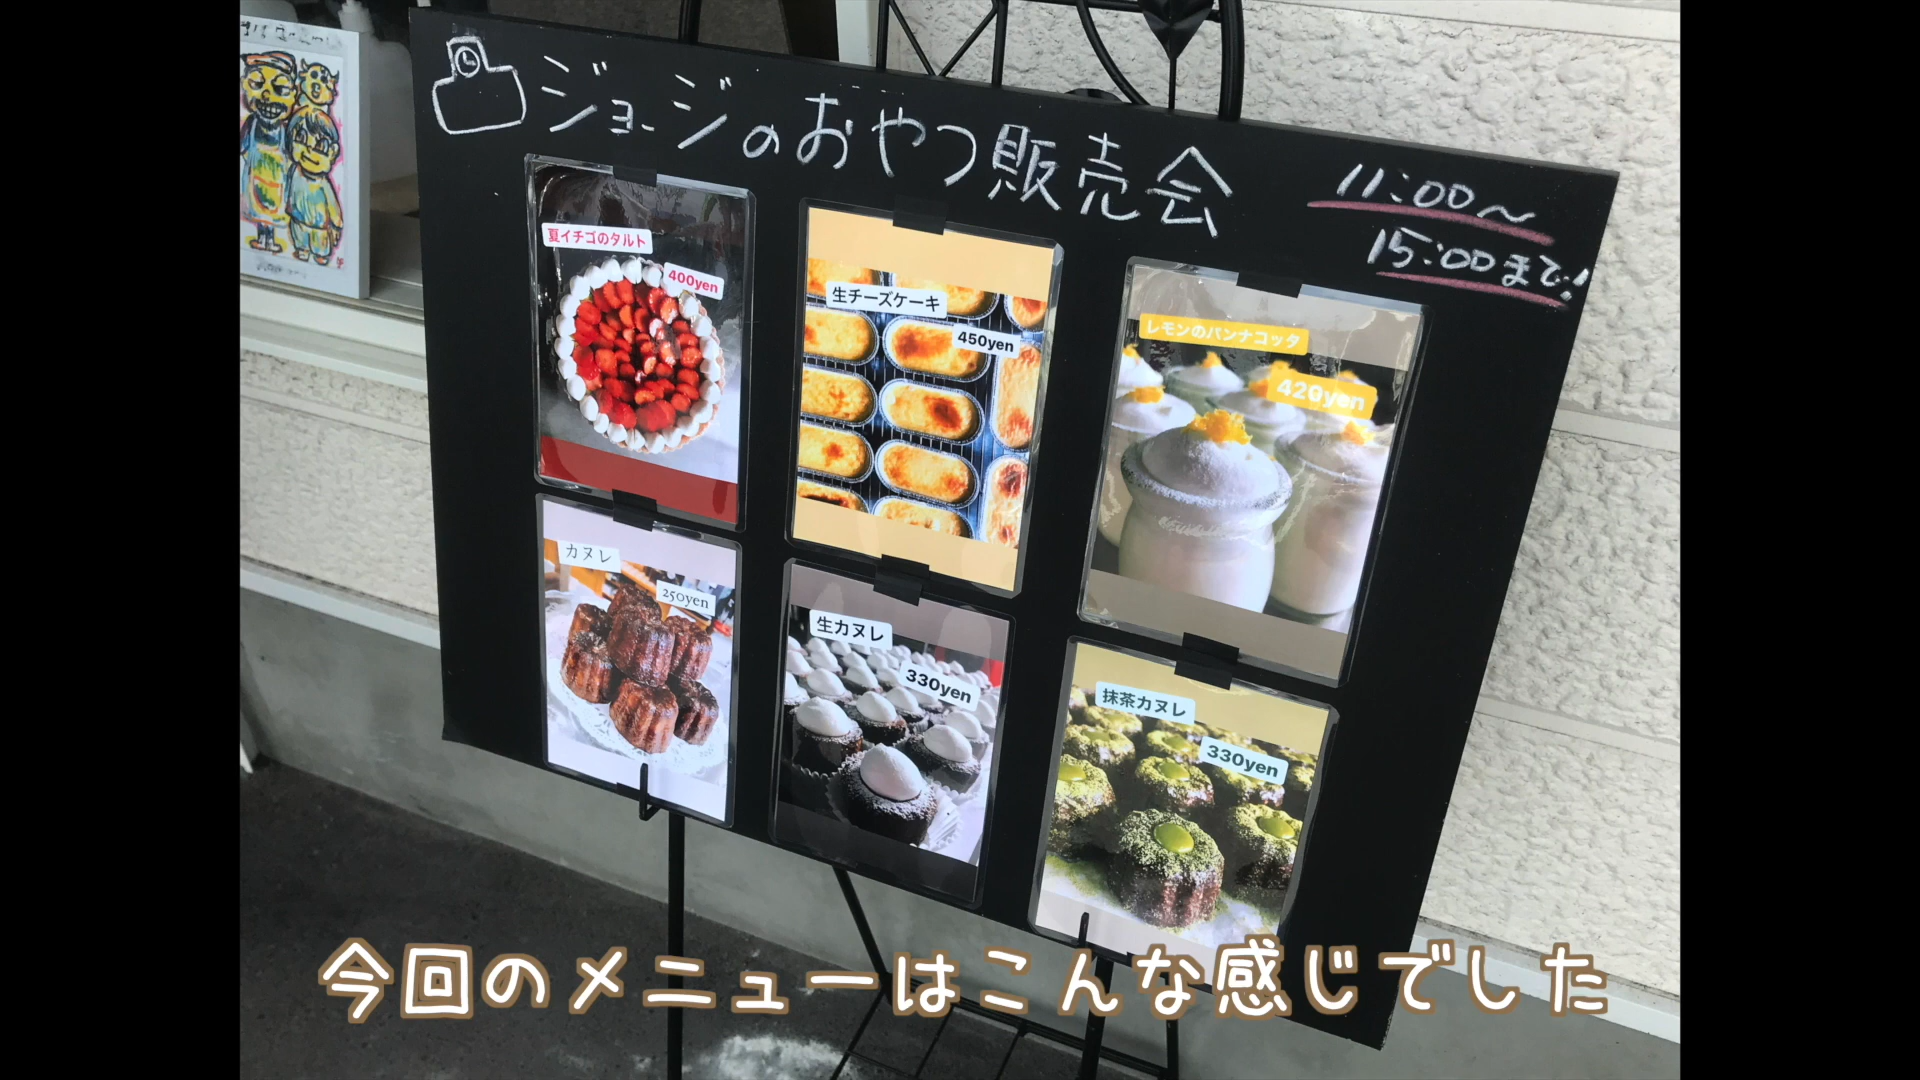 ジョージのおやつ販売会
11:00〜
15:00まで!
夏イチゴのタルト
400yen
生チーズケーキ
450yen
レモンのパンナコッタ
420yen
カヌレ
250yen
生カヌレ
330yen
抹茶カヌレ
330yen
今回のメニューはこんな感じでした